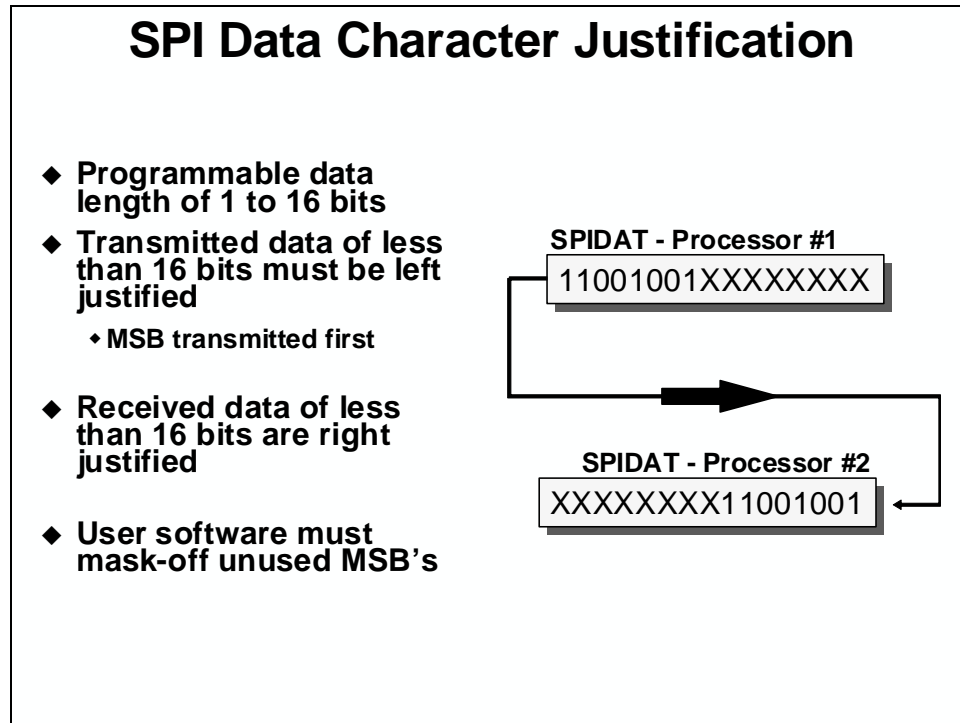 SPI Data Character Justification
◆ Programmable data
length of 1 to 16 bits
◆ Transmitted data of less
than 16 bits must be left
justified
◆ MSB transmitted first
◆ Received data of less
than 16 bits are right
justified
◆ User software must
mask-off unused MSB's
SPIDAT - Processor #1
11001001XXXXXXXX
SPIDAT - Processor #2
XXXXXXXX11001001